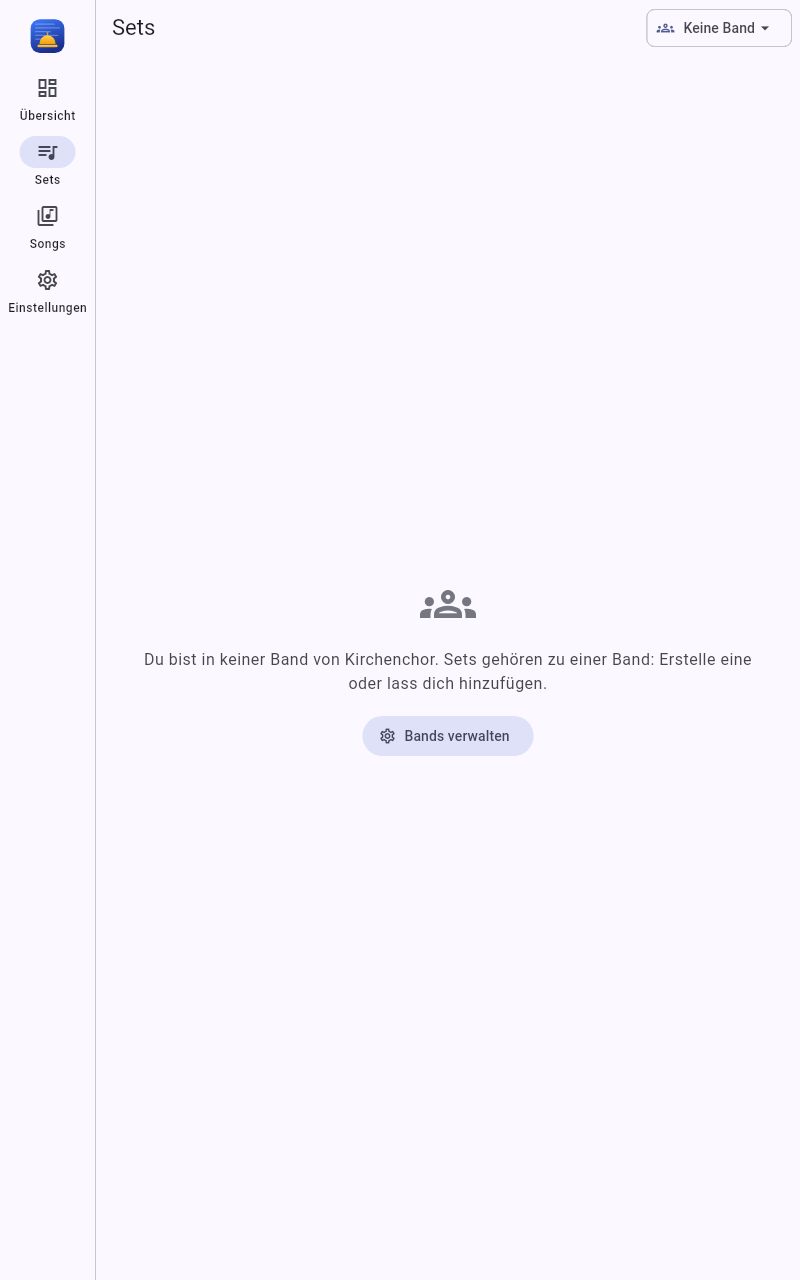 Sets
Keine Band
Übersicht
Sets
Songs
Einstellungen
Du bist in keiner Band von Kirchenchor. Sets gehören zu einer Band: Erstelle eine
oder lass dich hinzufügen.
Bands verwalten